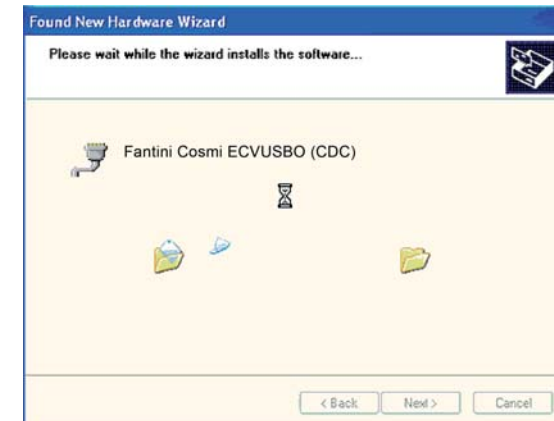 Found New Hardware Wizard
Please wait while the wizard installs the software...
Fantini Cosmi ECVUSBO (CDC)
< Back Next > Cancel